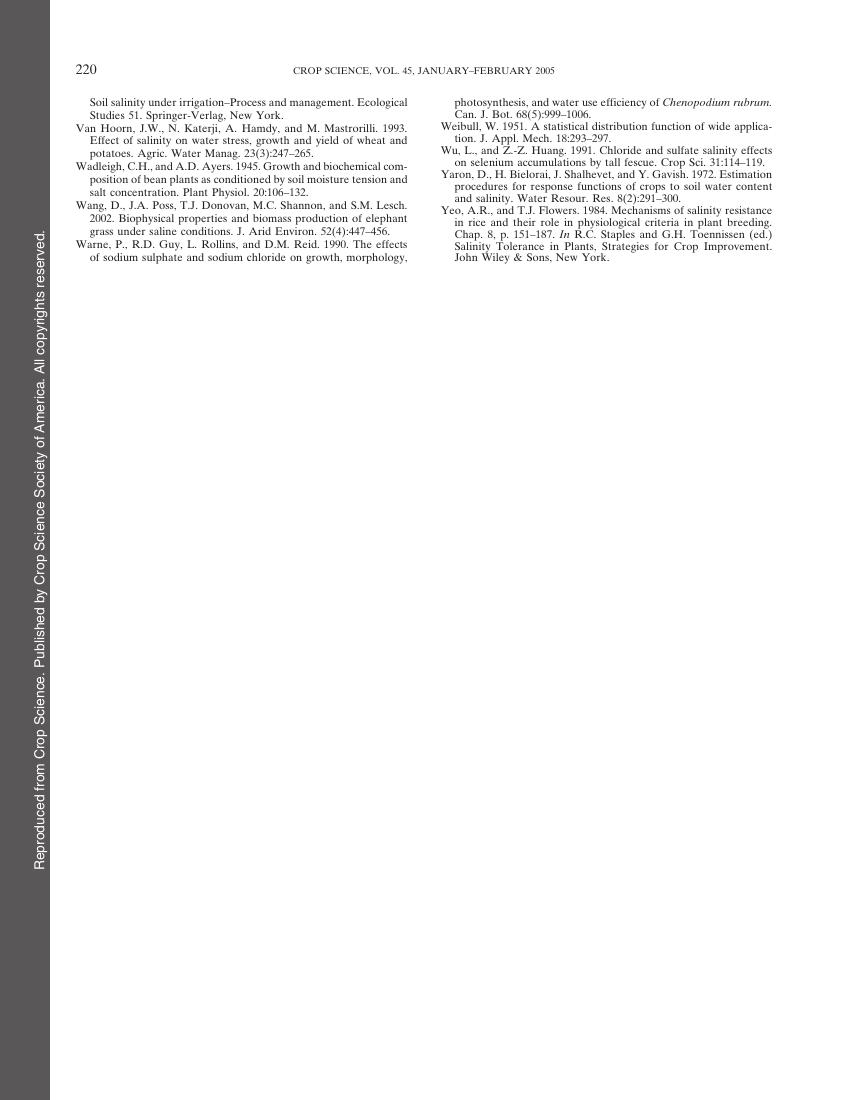 220
CROP SCIENCE, VOL. 45, JANUARY–FEBRUARY 2005
Soil salinity under irrigation–Process and management. Ecological
Studies 51. Springer-Verlag, New York.
Van Hoorn, J.W., N. Katerji, A. Hamdy, and M. Mastrorilli. 1993.
Effect of salinity on water stress, growth and yield of wheat and
potatoes. Agric. Water Manag. 23(3):247–265.
Wadleigh, C.H., and A.D. Ayers. 1945. Growth and biochemical com-
position of bean plants as conditioned by soil moisture tension and
salt concentration. Plant Physiol. 20:106–132.
Wang, D., J.A. Poss, T.J. Donovan, M.C. Shannon, and S.M. Lesch.
2002. Biophysical properties and biomass production of elephant
grass under saline conditions. J. Arid Environ. 52(4):447–456.
Warne, P., R.D. Guy, L. Rollins, and D.M. Reid. 1990. The effects
of sodium sulphate and sodium chloride on growth, morphology,
photosynthesis, and water use efficiency of Chenopodium rubrum.
Can. J. Bot. 68(5):999–1006.
Weibull, W. 1951. A statistical distribution function of wide applica-
tion. J. Appl. Mech. 18:293–297.
Wu, L., and Z.-Z. Huang. 1991. Chloride and sulfate salinity effects
on selenium accumulations by tall fescue. Crop Sci. 31:114–119.
Yaron, D., H. Bielorai, J. Shalhevet, and Y. Gavish. 1972. Estimation
procedures for response functions of crops to soil water content
and salinity. Water Resour. Res. 8(2):291–300.
Yeo, A.R., and T.J. Flowers. 1984. Mechanisms of salinity resistance
in rice and their role in physiological criteria in plant breeding.
Chap. 8, p. 151–187. In R.C. Staples and G.H. Toennissen (ed.)
Salinity Tolerance in Plants, Strategies for Crop Improvement.
John Wiley & Sons, New York.
Reproduced from Crop Science. Published by Crop Science Society of America. All copyrights reserved.